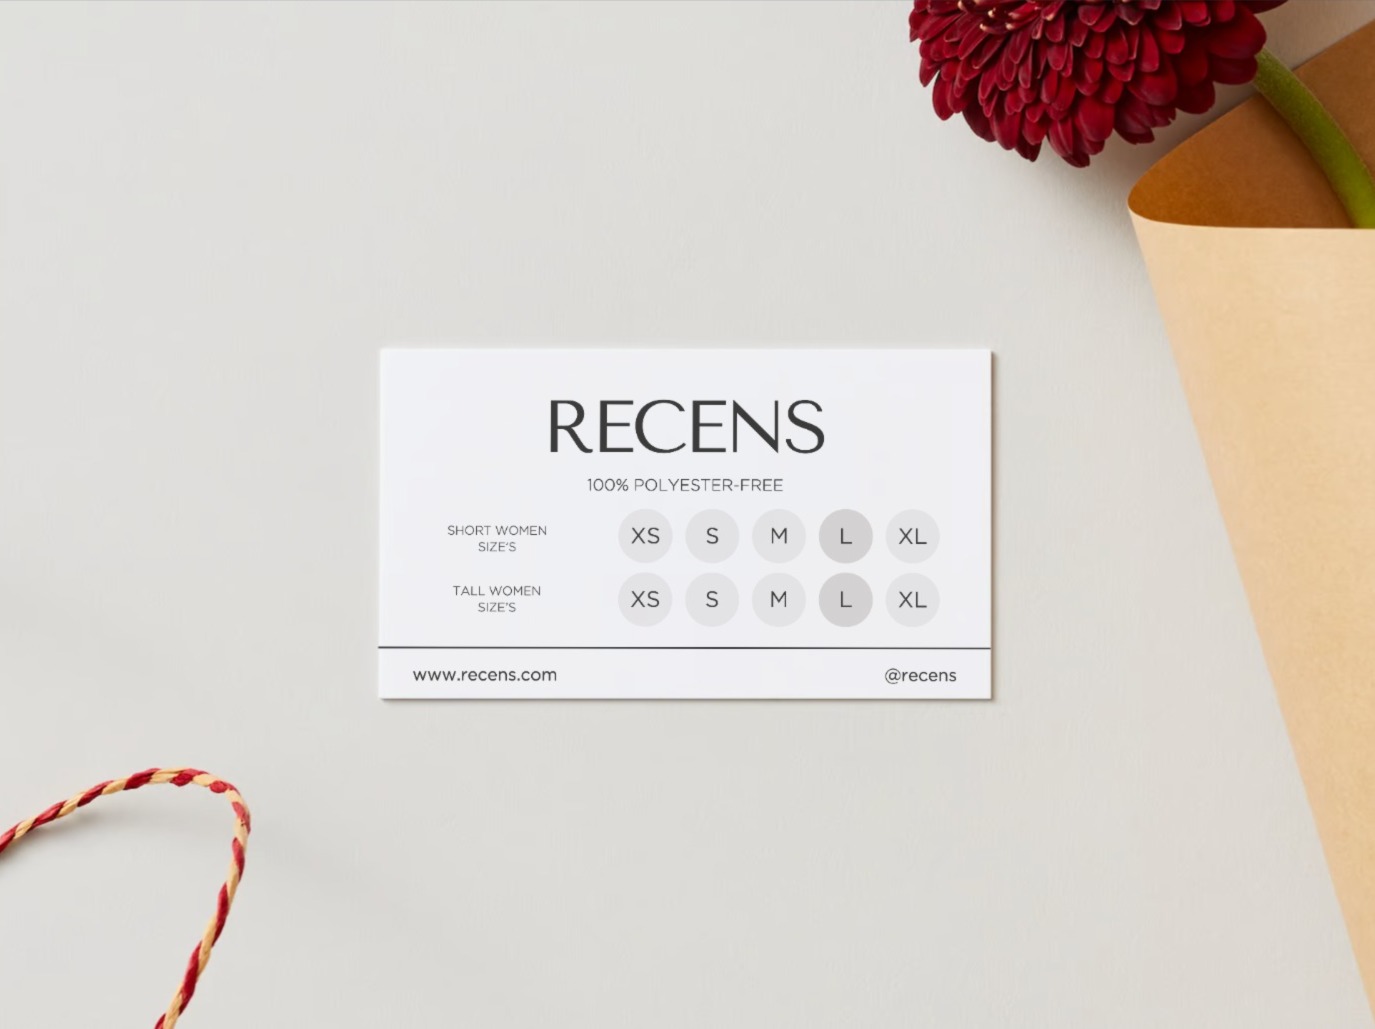 RECENS
100% POLYESTER-FREE
SHORT WOMEN
SIZE'S
XS S M L XL
TALL WOMEN
SIZE'S
XS S M L XL
www.recens.com
@recens